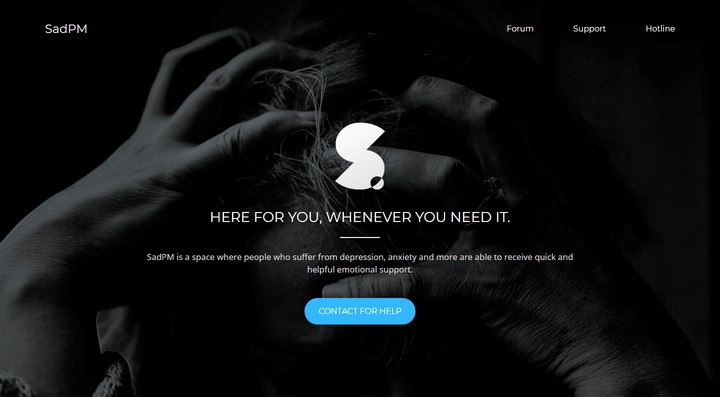 SadPM
Forum
Support
Hotline
HERE FOR YOU, WHENEVER YOU NEED IT.
SadPM is a space where people who suffer from depression, anxiety and more are able to receive quick and
helpful emotional support.
CONTACT FOR HELP